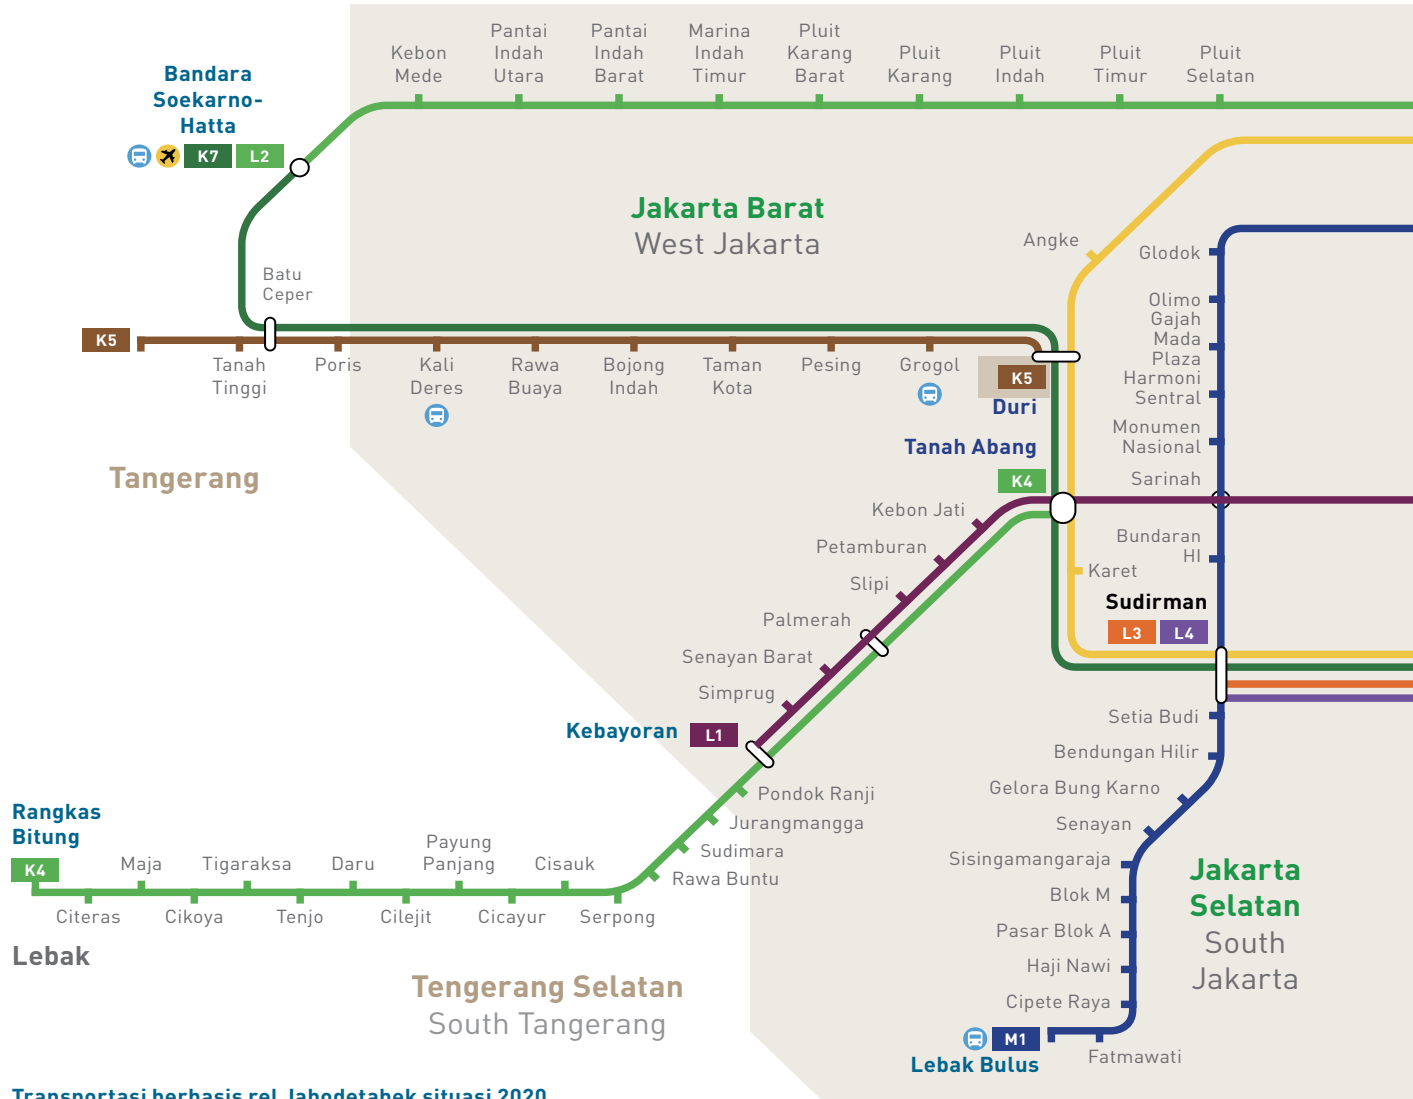 Kebon
Mede
Pantai
Indah
Utara
Pantai
Indah
Barat
Marina
Indah
Timur
Pluit
Karang
Barat
Pluit
Karang
Pluit
Indah
Pluit
Timur
Pluit
Selatan
Bandara
Soekarno-
Hatta
K7
L2
Jakarta Barat
West Jakarta
Angke
Glodok
Olimo
Gajah
Mada
Plaza
Harmoni
Sentral
Monumen
Nasional
Sarinah
Bundaran
HI
Karet
Sudirman
L3
L4
Batu
Ceper
K5
Tanah
Tinggi
Poris
Kali
Deres
Rawa
Buaya
Bojong
Indah
Taman
Kota
Pesing
Grogol
K5
Duri
Tanah Abang
K4
Tangerang
Kebon Jati
Petamburan
Slipi
Palmerah
Senayan Barat
Simprug
Kebayoran
L1
Pondok Ranji
Jurangmangga
Sudimara
Rawa Buntu
Rangkas
Bitung
K4
Maja
Tigaraksa
Daru
Payung
Panjang
Cisauk
Citeras
Cikoya
Tenjo
Cilejit
Cicayur
Serpong
Lebak
Tengerang Selatan
South Tangerang
Setia Budi
Bendungan Hilir
Gelora Bung Karno
Senayan
Sisingamangaraja
Blok M
Pasar Blok A
Haji Nawi
Cipete Raya
M1
Lebak Bulus
Fatmawati
Jakarta
Selatan
South
Jakarta
Transportasi berbasis rel Jabodetabek situasi 2020